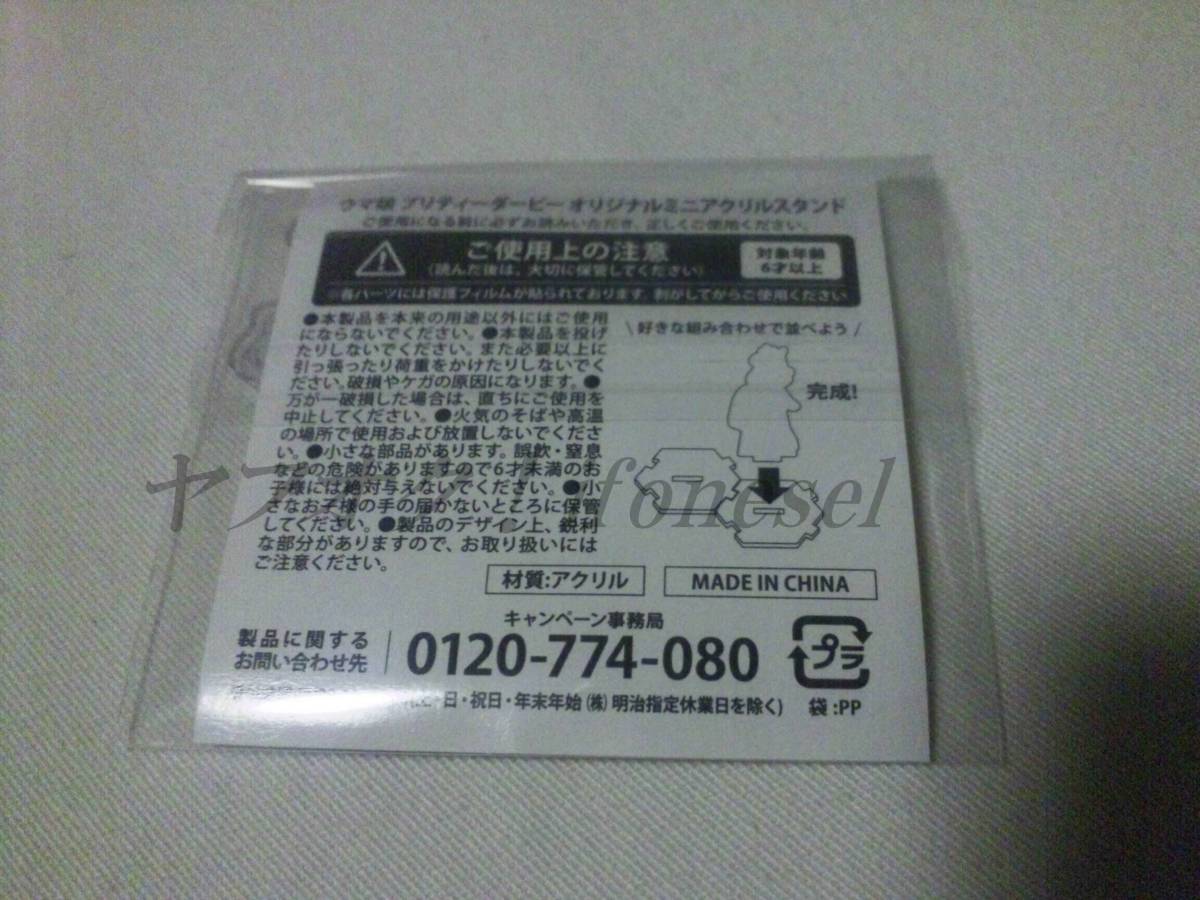 ウマ娘 プリティーダービー オリジナルミニアクリルスタンド
ご使用になる前に必ずお読みいただき、正しくご使用ください。
ご使用上の注意
(読んだ後は、大切に保管してください)
対象年齢
6才以上
※各パーツには保護フィルムが貼られております。剥がしてからご使用ください
●本製品を本来の用途以外にはご使用
にならないでください。●本製品を投げ
たりしないでください。また必要以上に
引っ張ったり荷重をかけたりしないでく
ださい。破損やケガの原因になります。●
万が一破損した場合は、直ちにご使用を
中止してください。●火気のそばや高温
の場所で使用および放置しないでくださ
い。●小さな部品があります。誤飲・窒息
などの危険がありますので6才未満のお
子様には絶対与えないでください。●小
さなお子様の手の届かないところに保管
してください。●製品のデザイン上、鋭利
な部分がありますので、お取り扱いには
ご注意ください。
\ 好きな組み合わせで並べよう /
完成!
fonesel
材質:アクリル
MADE IN CHINA
キャンペーン事務局
製品に関する
お問い合わせ先
0120-774-080
日・祝日・年末年始 (株) 明治指定休業日を除く)
プラ
袋:PP